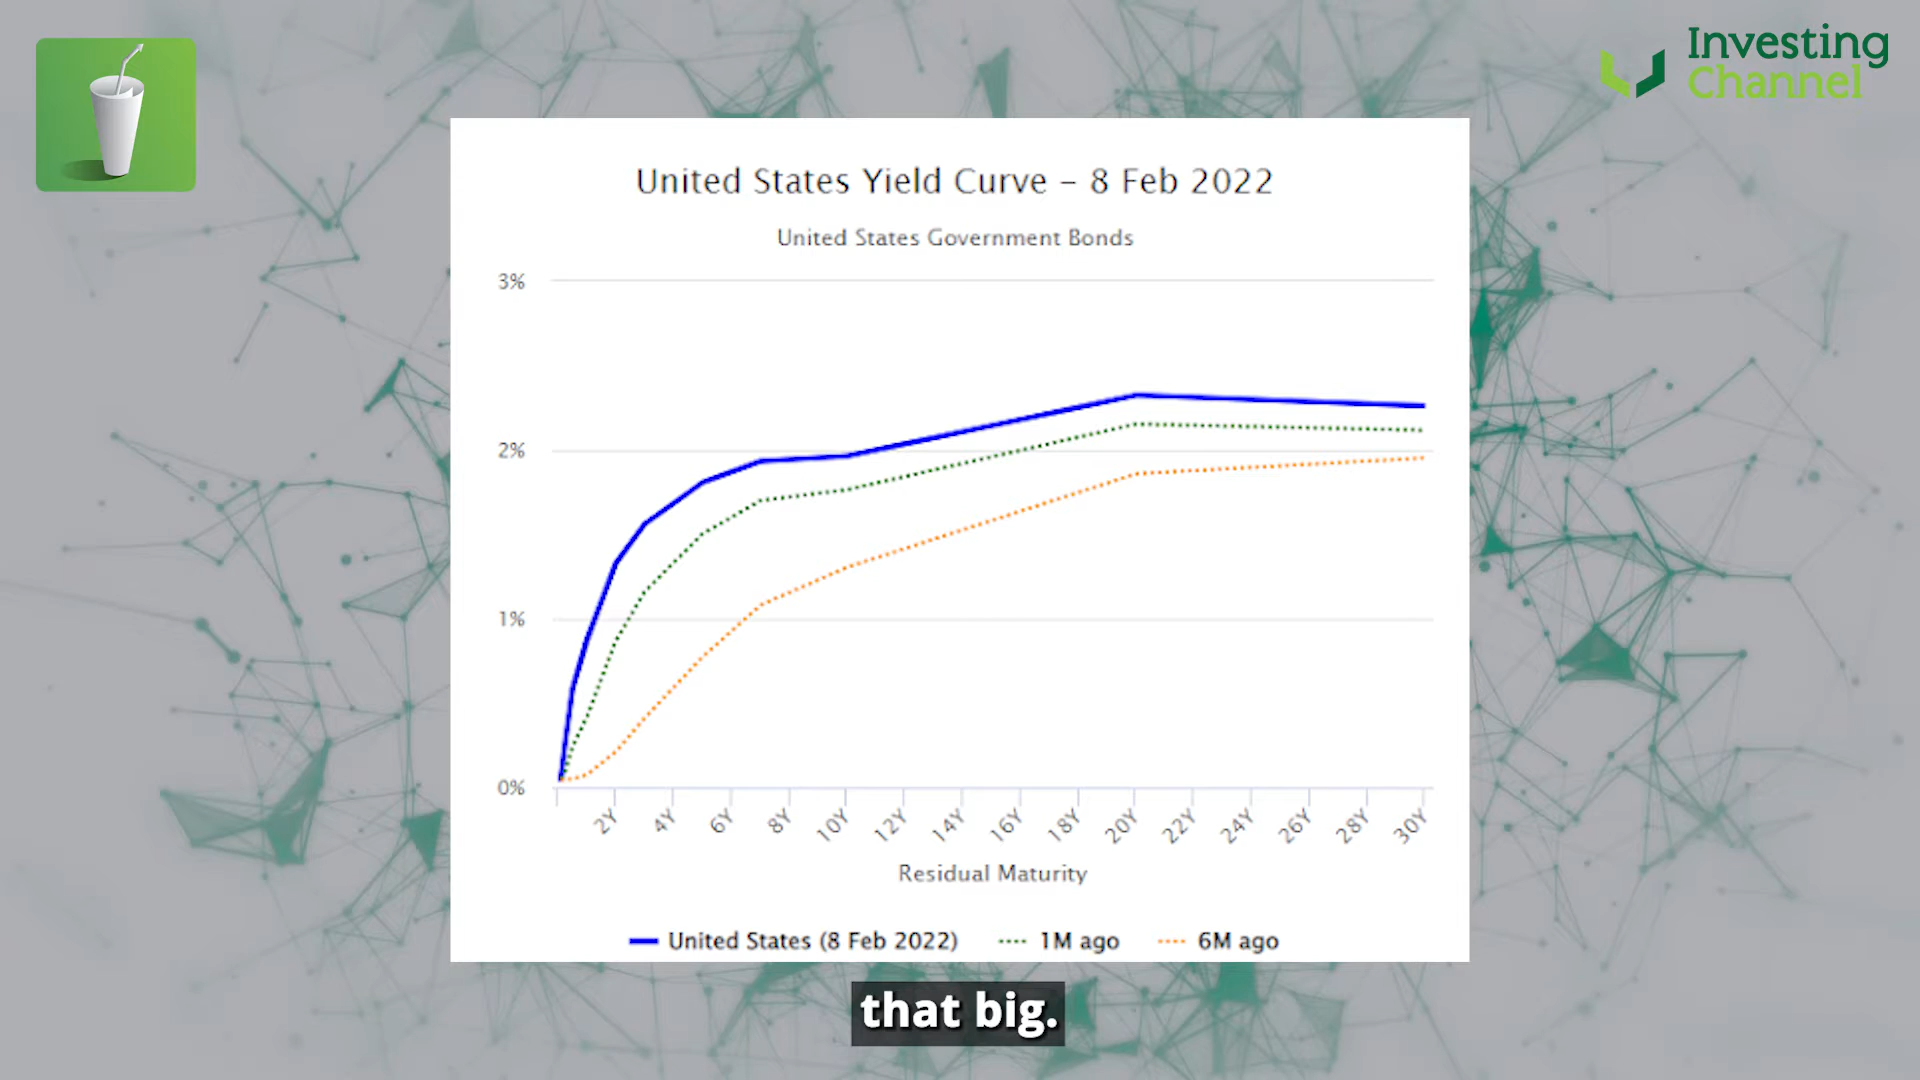 Investing
Channel
United States Yield Curve – 8 Feb 2022
United States Government Bonds
3%
2%
1%
0%
2Y 4Y 6Y 8Y 10Y 12Y 14Y 16Y 18Y 20Y 22Y 24Y 26Y 28Y 30Y
Residual Maturity
United States (8 Feb 2022) 1M ago 6M ago
that big.